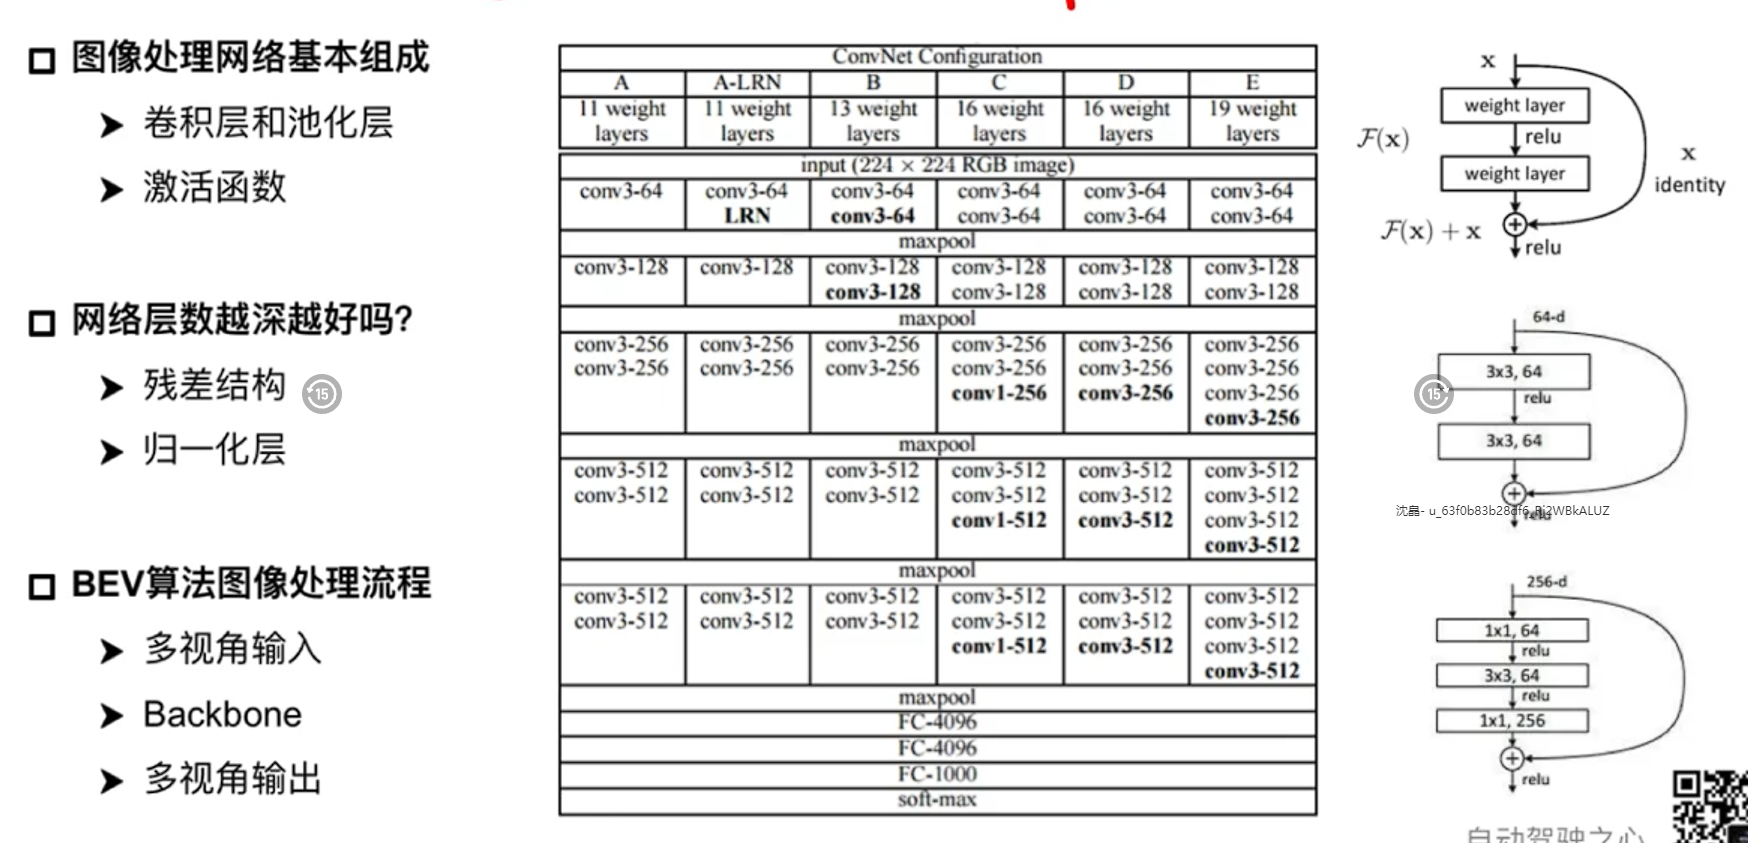 图像处理网络基本组成
卷积层和池化层
激活函数
网络层数越深越好吗?
残差结构
15
归一化层
BEV算法图像处理流程
多视角输入
Backbone
多视角输出
ConvNet Configuration
A A-LRN B C D E
11 weight layers 11 weight layers 13 weight layers 16 weight layers 16 weight layers 19 weight layers
input (224 × 224 RGB image)
conv3-64 conv3-64 conv3-64 conv3-64 conv3-64 conv3-64
LRN conv3-64 conv3-64 conv3-64 conv3-64
maxpool
conv3-128 conv3-128 conv3-128 conv3-128 conv3-128 conv3-128
conv3-128 conv3-128 conv3-128 conv3-128
maxpool
conv3-256 conv3-256 conv3-256 conv3-256 conv3-256 conv3-256
conv3-256 conv3-256 conv3-256 conv3-256 conv3-256 conv3-256
conv1-256 conv3-256 conv3-256
conv3-256
maxpool
conv3-512 conv3-512 conv3-512 conv3-512 conv3-512 conv3-512
conv3-512 conv3-512 conv3-512 conv3-512 conv3-512 conv3-512
conv1-512 conv3-512 conv3-512
conv3-512
maxpool
conv3-512 conv3-512 conv3-512 conv3-512 conv3-512 conv3-512
conv3-512 conv3-512 conv3-512 conv3-512 conv3-512 conv3-512
conv1-512 conv3-512 conv3-512
conv3-512
maxpool
FC-4096
FC-4096
FC-1000
soft-max
x
weight layer
relu
F(x)
weight layer
x
identity
F(x) + x
relu
64-d
3x3, 64
15
relu
3x3, 64
relu
256-d
1x1, 64
relu
3x3, 64
relu
1x1, 256
relu
自动驾驶之心